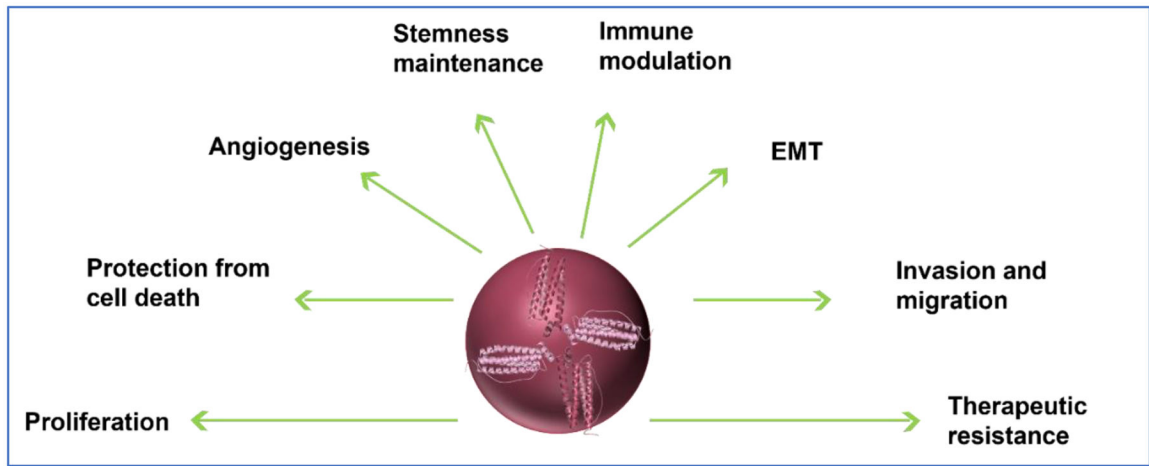 Stemness
maintenance
Immune
modulation
Angiogenesis
EMT
Protection from
cell death
Invasion and
migration
Proliferation
Therapeutic
resistance